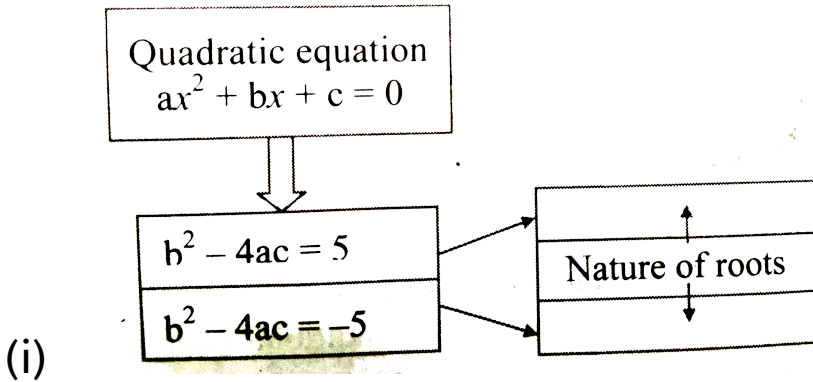 Quadratic equation
ax² + bx + c = 0
b² – 4ac = 5
Nature of roots
b² – 4ac = –5
(i)